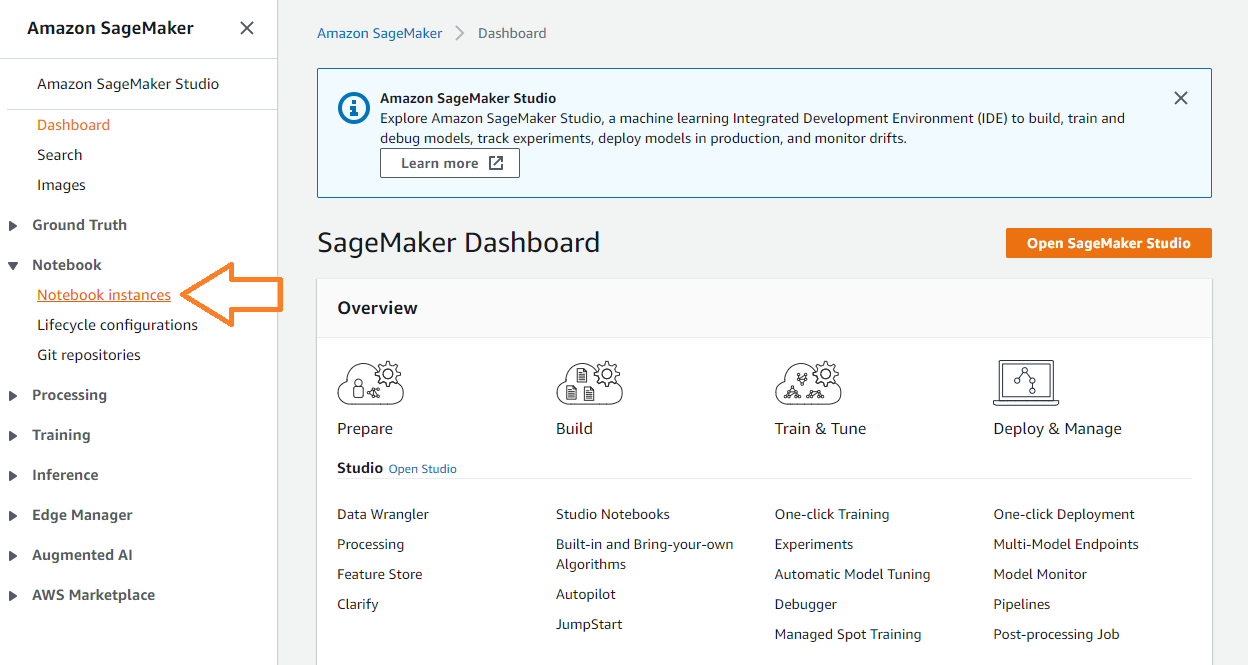 Amazon SageMaker
Amazon SageMaker Studio
Dashboard
Search
Images
Ground Truth
Notebook
Notebook instances
Lifecycle configurations
Git repositories
Processing
Training
Inference
Edge Manager
Augmented AI
AWS Marketplace
Amazon SageMaker > Dashboard
Amazon SageMaker Studio
Explore Amazon SageMaker Studio, a machine learning Integrated Development Environment (IDE) to build, train and
debug models, track experiments, deploy models in production, and monitor drifts.
Learn more
SageMaker Dashboard
Open SageMaker Studio
Overview
Prepare
Build
Train & Tune
Deploy & Manage
Studio Open Studio
Data Wrangler
Processing
Feature Store
Clarify
Studio Notebooks
Built-in and Bring-your-own
Algorithms
Autopilot
JumpStart
One-click Training
Experiments
Automatic Model Tuning
Debugger
Managed Spot Training
One-click Deployment
Multi-Model Endpoints
Model Monitor
Pipelines
Post-processing Job